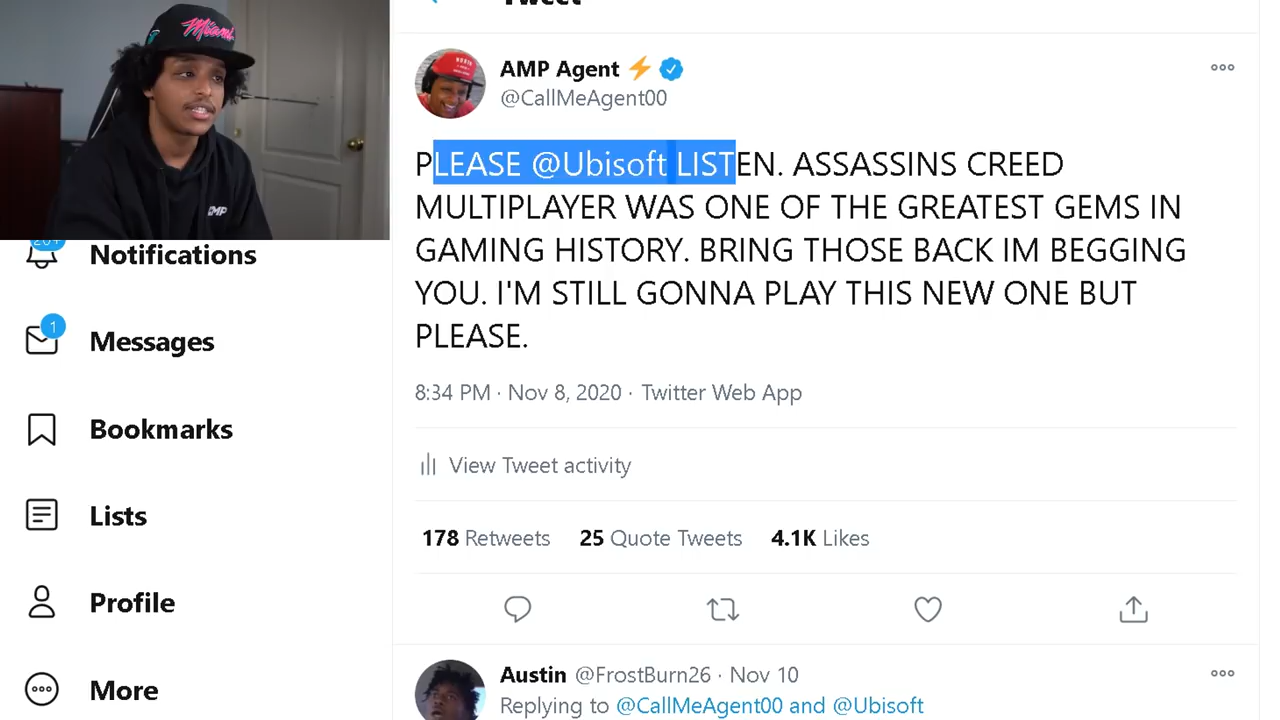 Miami
AMP
Tweet
AMP Agent ⚡
@CallMeAgent00
PLEASE @Ubisoft LISTEN. ASSASSINS CREED
MULTIPLAYER WAS ONE OF THE GREATEST GEMS IN
GAMING HISTORY. BRING THOSE BACK IM BEGGING
YOU. I'M STILL GONNA PLAY THIS NEW ONE BUT
PLEASE.
8:34 PM · Nov 8, 2020 · Twitter Web App
View Tweet activity
178 Retweets 25 Quote Tweets 4.1K Likes
20+
Notifications
1
Messages
Bookmarks
Lists
Profile
More
Austin @FrostBurn26 · Nov 10
Replying to @CallMeAgent00 and @Ubisoft